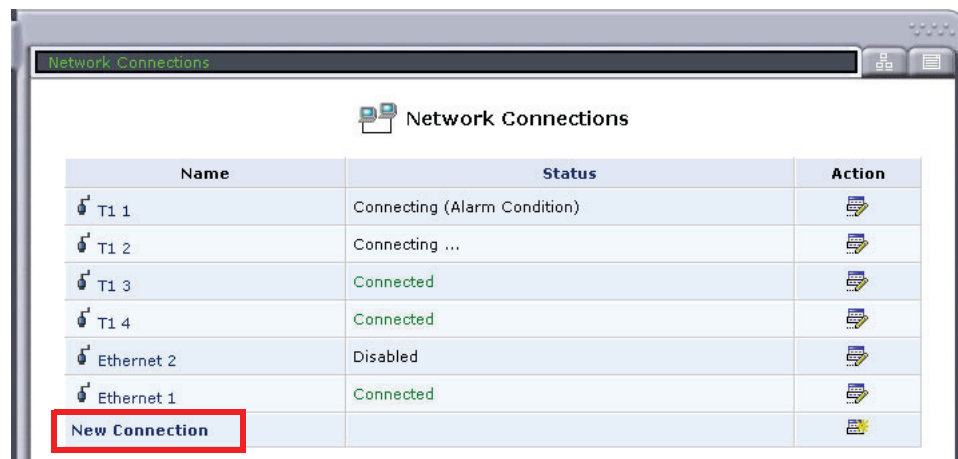 Network Connections
Network Connections
Name Status Action
T1 1 Connecting (Alarm Condition)
T1 2 Connecting ...
T1 3 Connected
T1 4 Connected
Ethernet 2 Disabled
Ethernet 1 Connected
New Connection